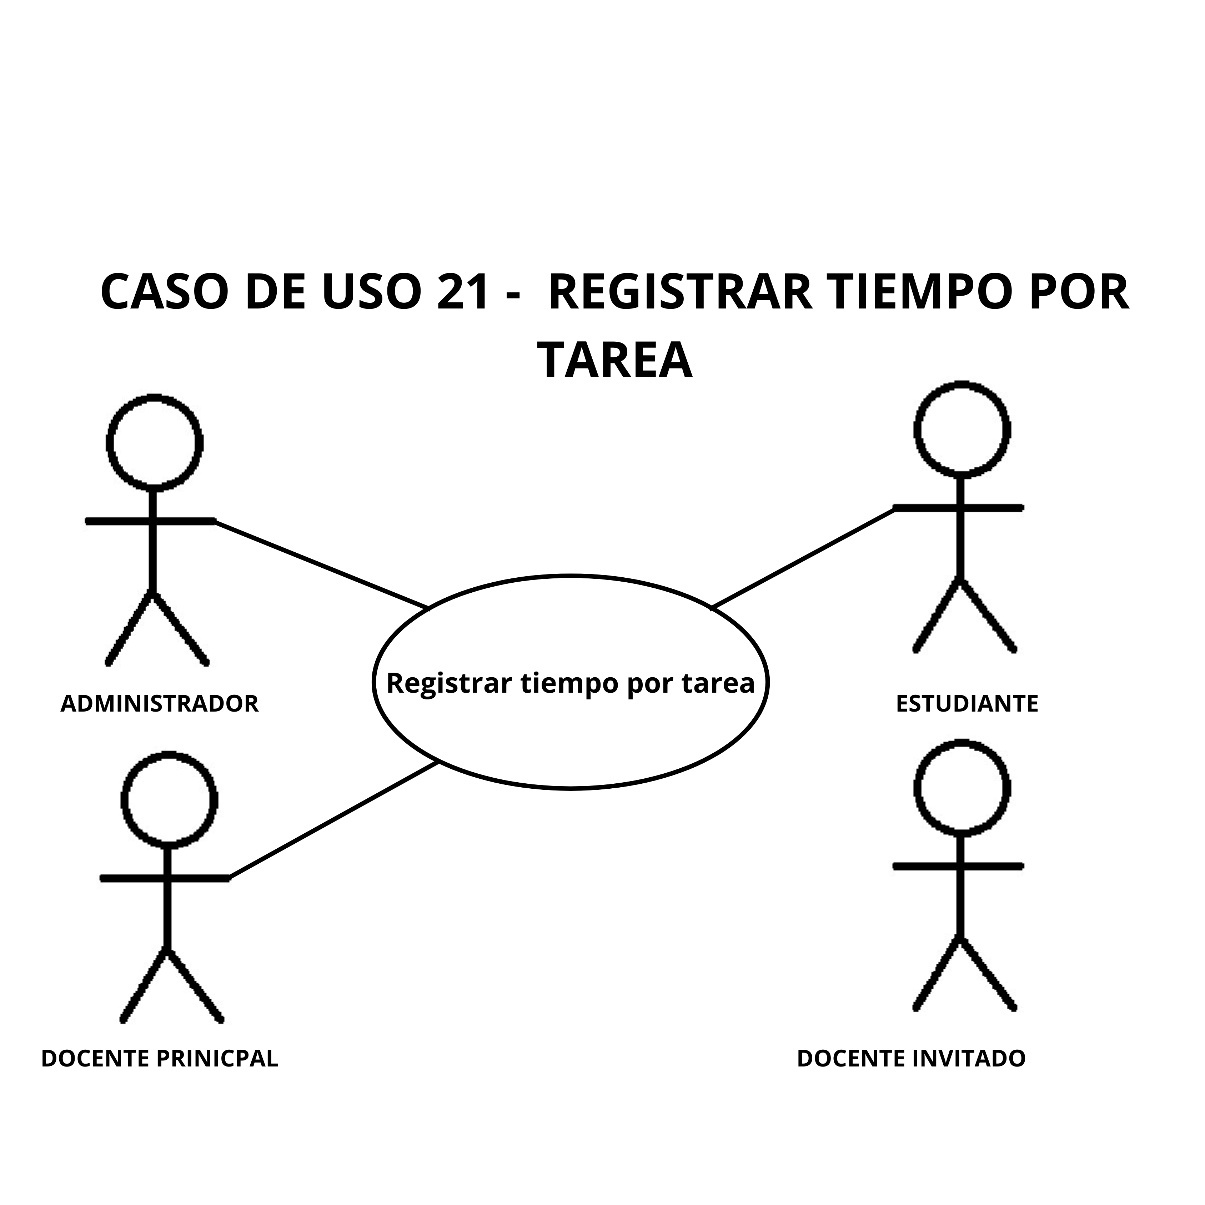 CASO DE USO 21 - REGISTRAR TIEMPO POR
TAREA
Registrar tiempo por tarea
ADMINISTRADOR
ESTUDIANTE
DOCENTE PRINICPAL
DOCENTE INVITADO